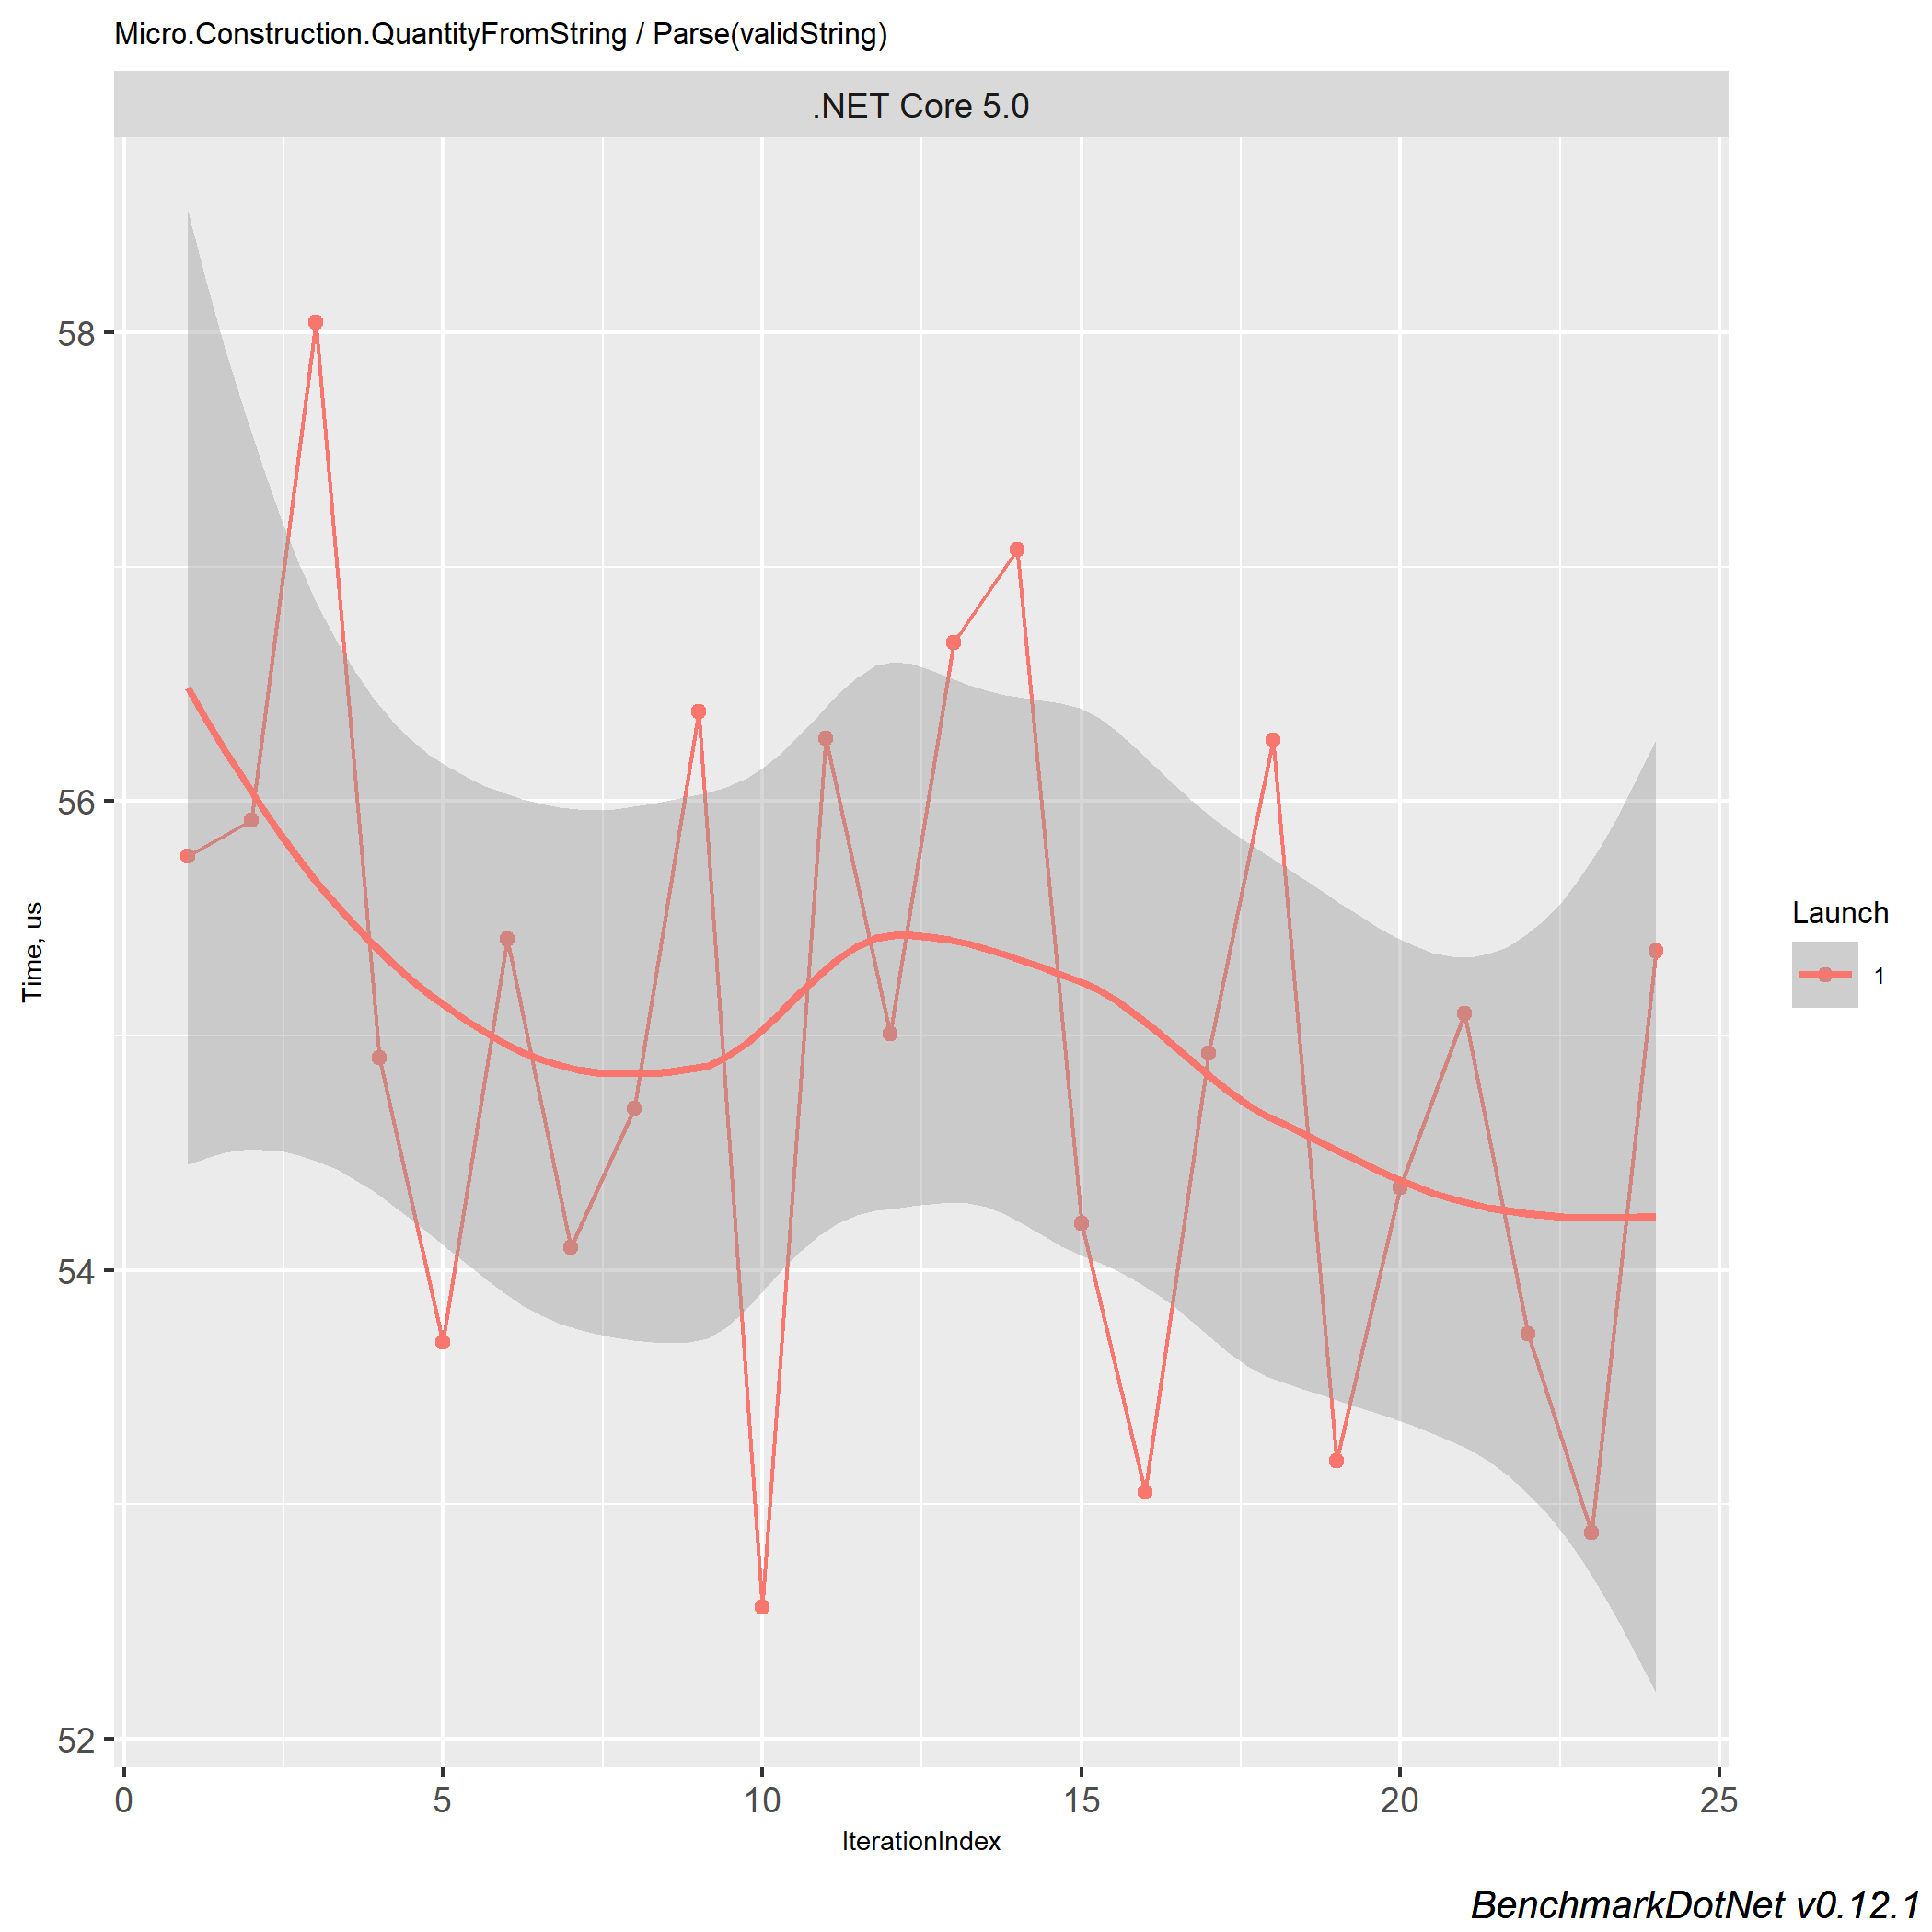 Micro.Construction.QuantityFromString / Parse(validString)
.NET Core 5.0
58
56
54
52
Time, us
0 5 10 15 20 25
IterationIndex
Launch
1
BenchmarkDotNet v0.12.1